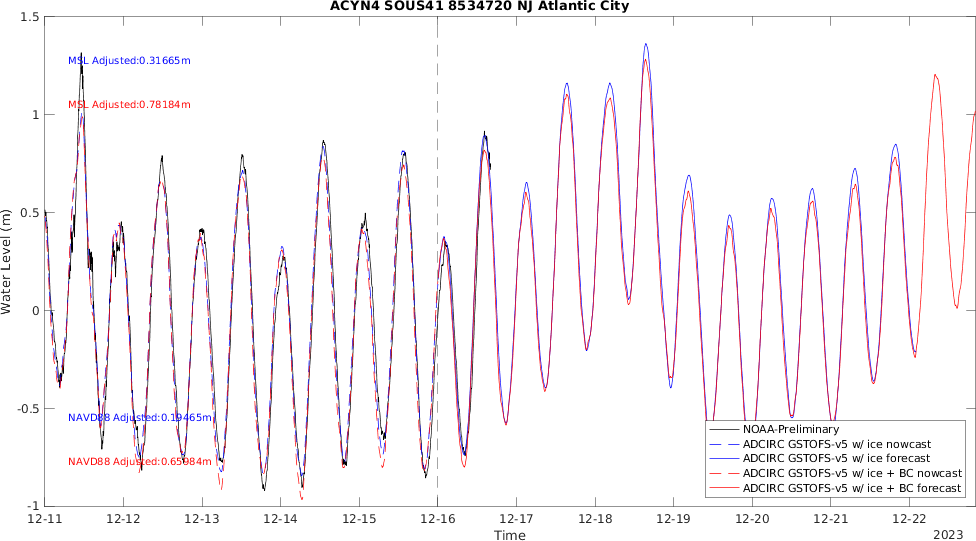 ACYN4 SOUS41 8534720 NJ Atlantic City
1.5
MSL Adjusted:0.31665m
MSL Adjusted:0.78184m
1
0.5
Water Level (m)
0
-0.5
NAVD88 Adjusted:0.19465m
NAVD88 Adjusted:0.65984m
-1
NOAA-Preliminary
ADCIRC GSTOFS-v5 w/ ice nowcast
ADCIRC GSTOFS-v5 w/ ice forecast
ADCIRC GSTOFS-v5 w/ ice + BC nowcast
ADCIRC GSTOFS-v5 w/ ice + BC forecast
12-11 12-12 12-13 12-14 12-15 12-16 12-17 12-18 12-19 12-20 12-21 12-22
Time
2023